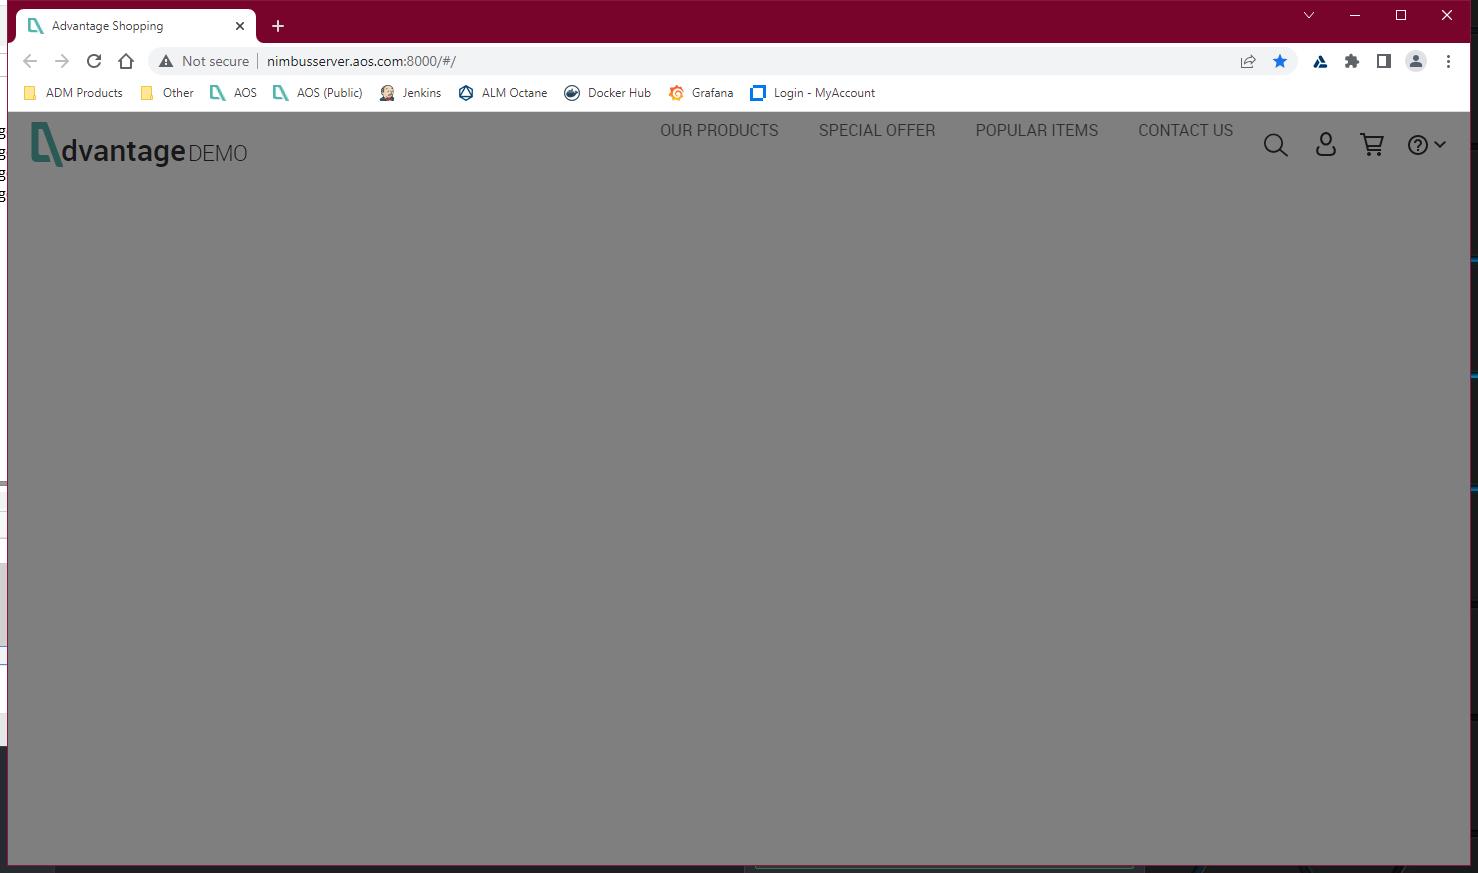 Advantage Shopping
Not secure nimbusserver.aos.com:8000/#/
ADM Products Other AOS AOS (Public) Jenkins ALM Octane Docker Hub Grafana Login - MyAccount
dvantage DEMO OUR PRODUCTS SPECIAL OFFER POPULAR ITEMS CONTACT US
g
g
g
g